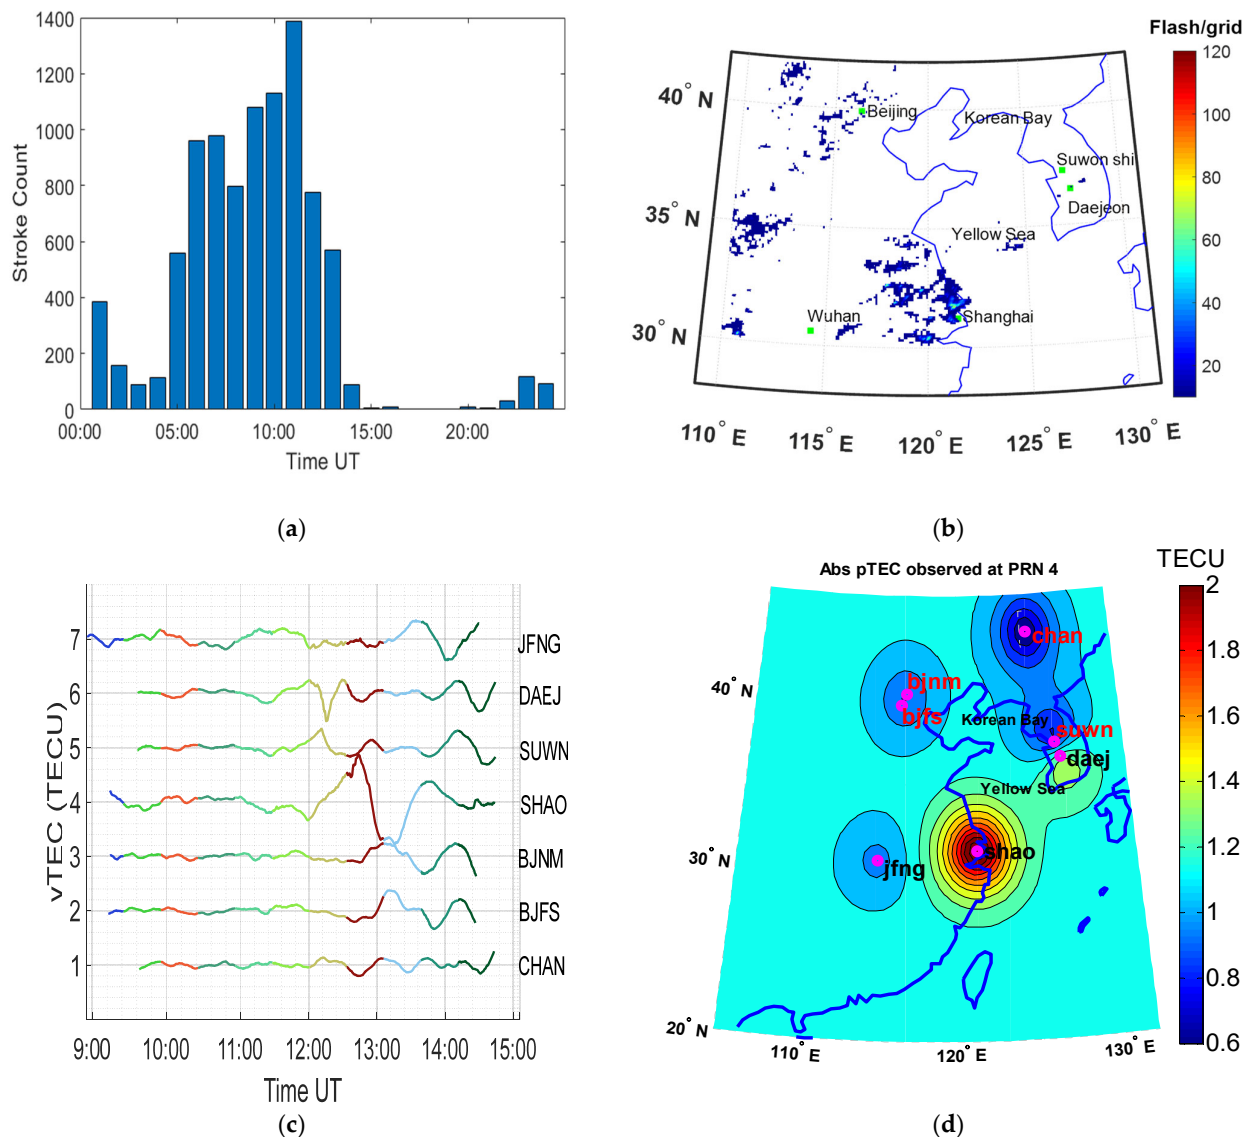 1400
1200
1000
800
600
400
200
0
Stroke Count
00:00 05:00 10:00 15:00 20:00
Time UT
(a)
Flash/grid
120
100
80
60
40
20
40° N
35° N
30° N
Beijing
Korean Bay
Suwon shi
Daejeon
Yellow Sea
Wuhan
Shanghai
110° E 115° E 120° E 125° E 130° E
(b)
vTEC (TECU)
7 JFNG
6 DAEJ
5 SUWN
4 SHAO
3 BJNM
2 BJFS
1 CHAN
9:00 10:00 11:00 12:00 13:00 14:00 15:00
Time UT
(c)
TECU
Abs pTEC observed at PRN 4
2
1.8
1.6
1.4
1.2
1
0.8
0.6
chan
40° N
bjnm
bjfs
Korean Bay
suwn
daej
Yellow Sea
30° N
shao
jfng
20° N
110° E 120° E 130° E
(d)